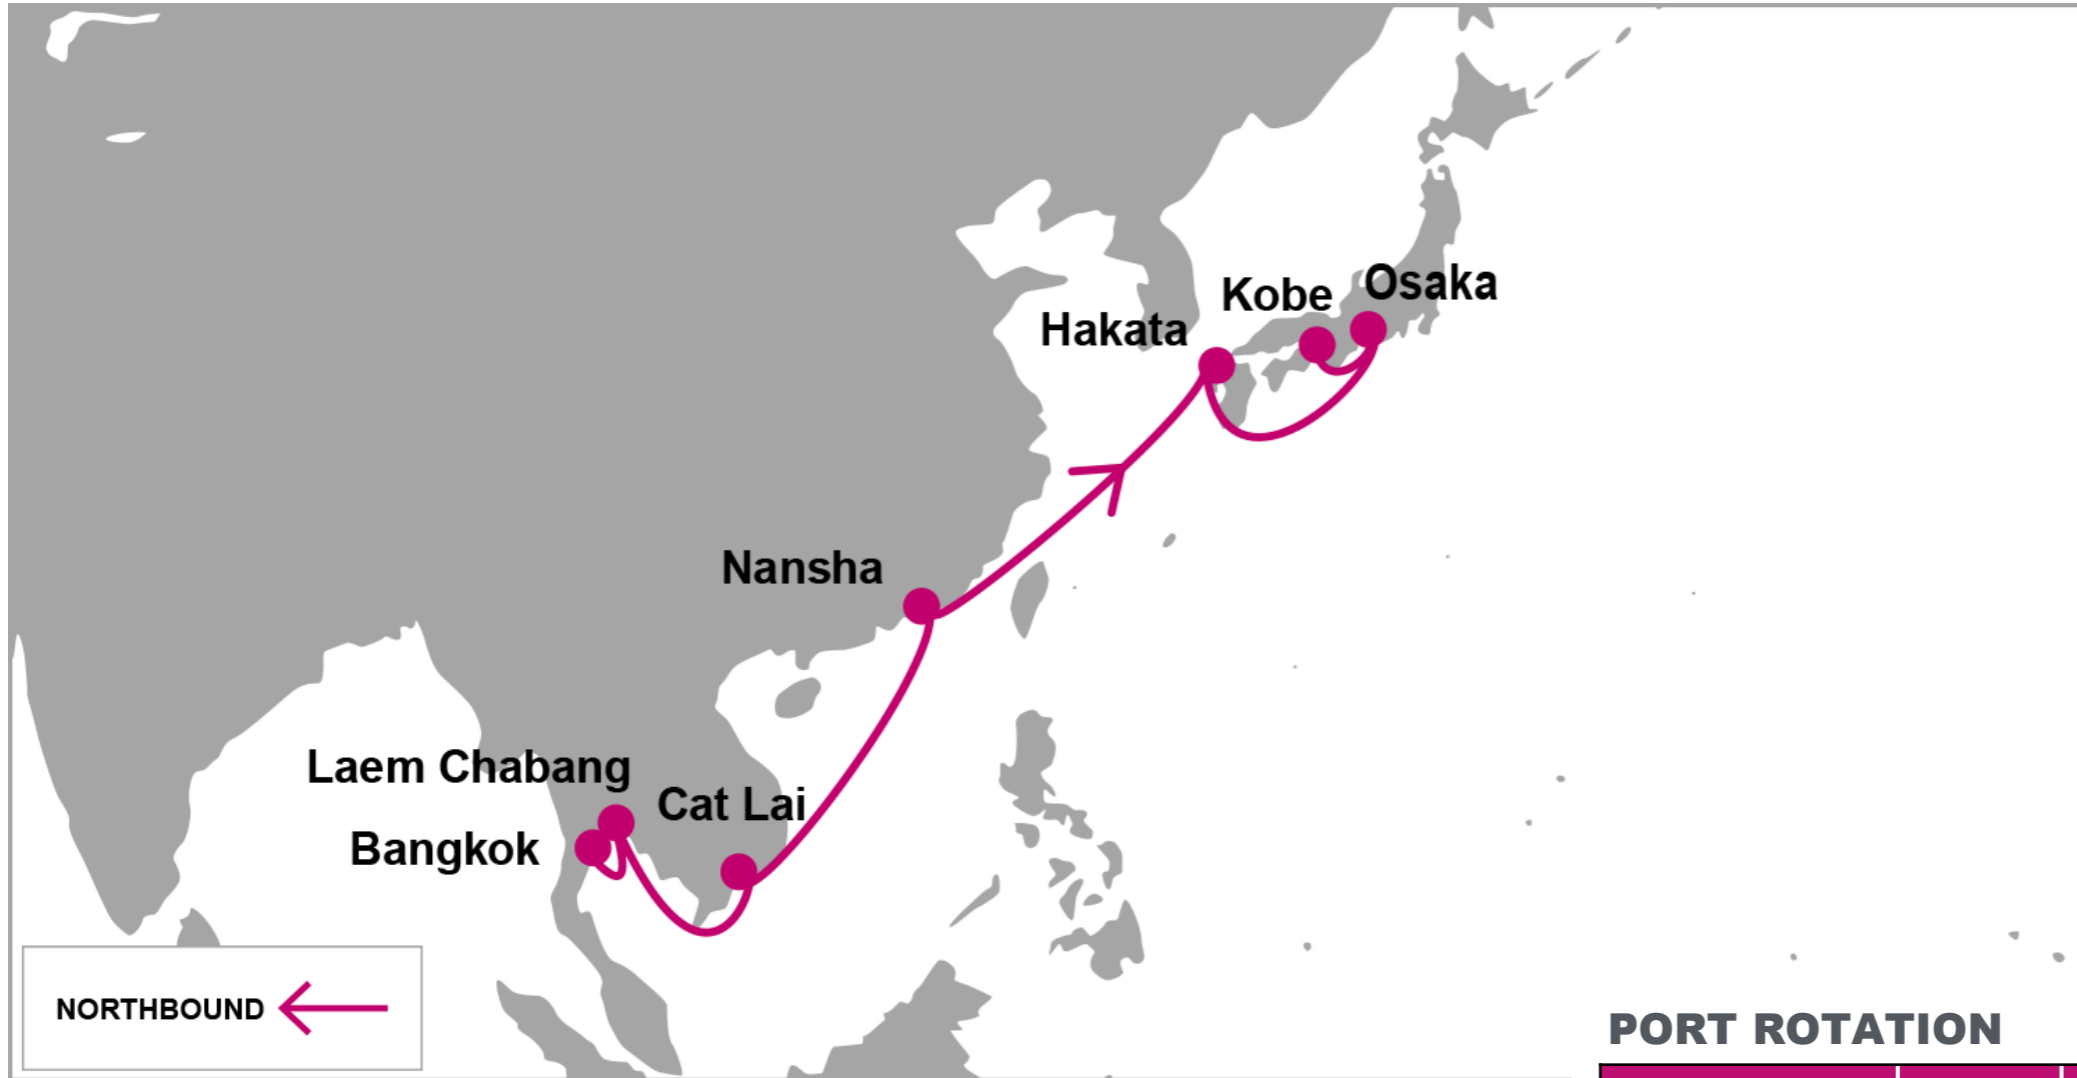 Osaka
Kobe
Hakata
Nansha
Laem Chabang
Cat Lai
Bangkok
NORTHBOUND
PORT ROTATION